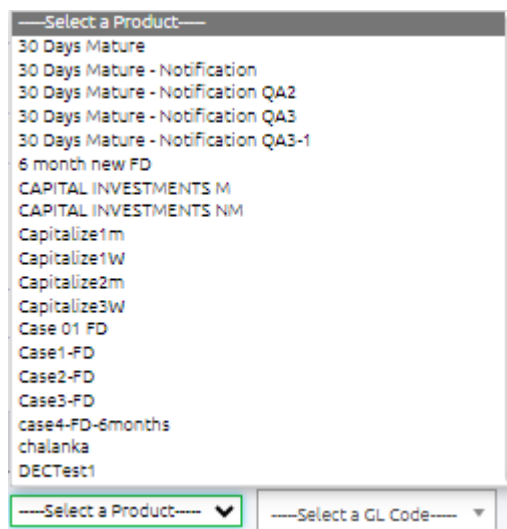 -----Select a Product-----
30 Days Mature
30 Days Mature - Notification
30 Days Mature - Notification QA2
30 Days Mature - Notification QA3
30 Days Mature - Notification QA3-1
6 month new FD
CAPITAL INVESTMENTS M
CAPITAL INVESTMENTS NM
Capitalize1m
Capitalize1W
Capitalize2m
Capitalize3W
Case 01 FD
Case1-FD
Case2-FD
Case3-FD
case4-FD-6months
chalanka
DECTest1
-----Select a Product----- -----Select a GL Code-----